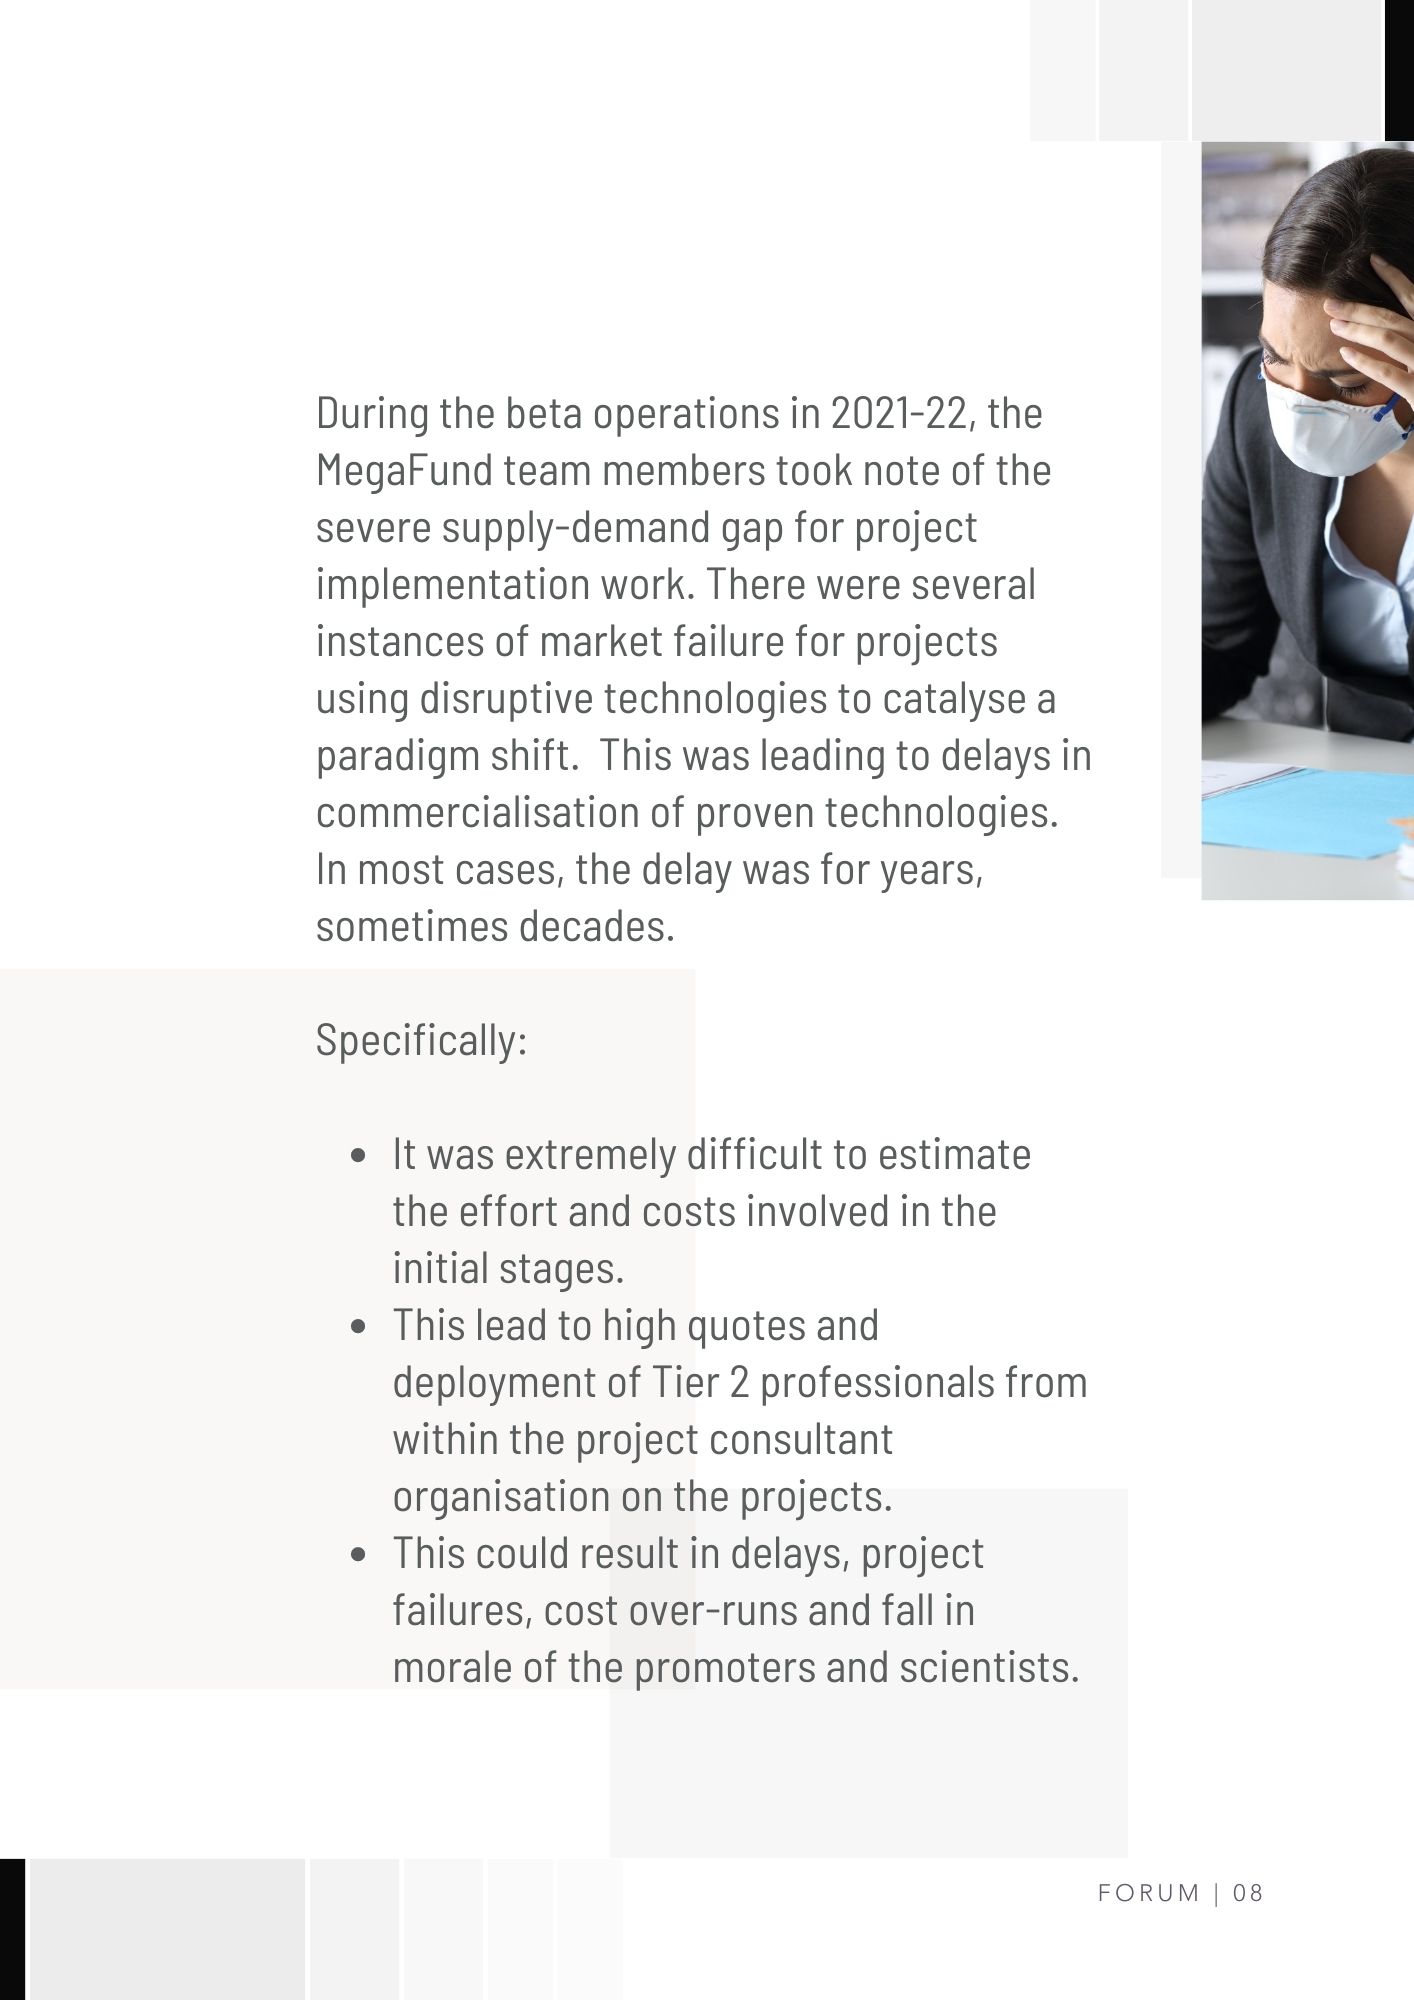 During the beta operations in 2021-22, the
MegaFund team members took note of the
severe supply-demand gap for project
implementation work. There were several
instances of market failure for projects
using disruptive technologies to catalyse a
paradigm shift.  This was leading to delays in
commercialisation of proven technologies.
In most cases, the delay was for years,
sometimes decades.
Specifically:
• It was extremely difficult to estimate
the effort and costs involved in the
initial stages.
• This lead to high quotes and
deployment of Tier 2 professionals from
within the project consultant
organisation on the projects.
• This could result in delays, project
failures, cost over-runs and fall in
morale of the promoters and scientists.
FORUM | 08